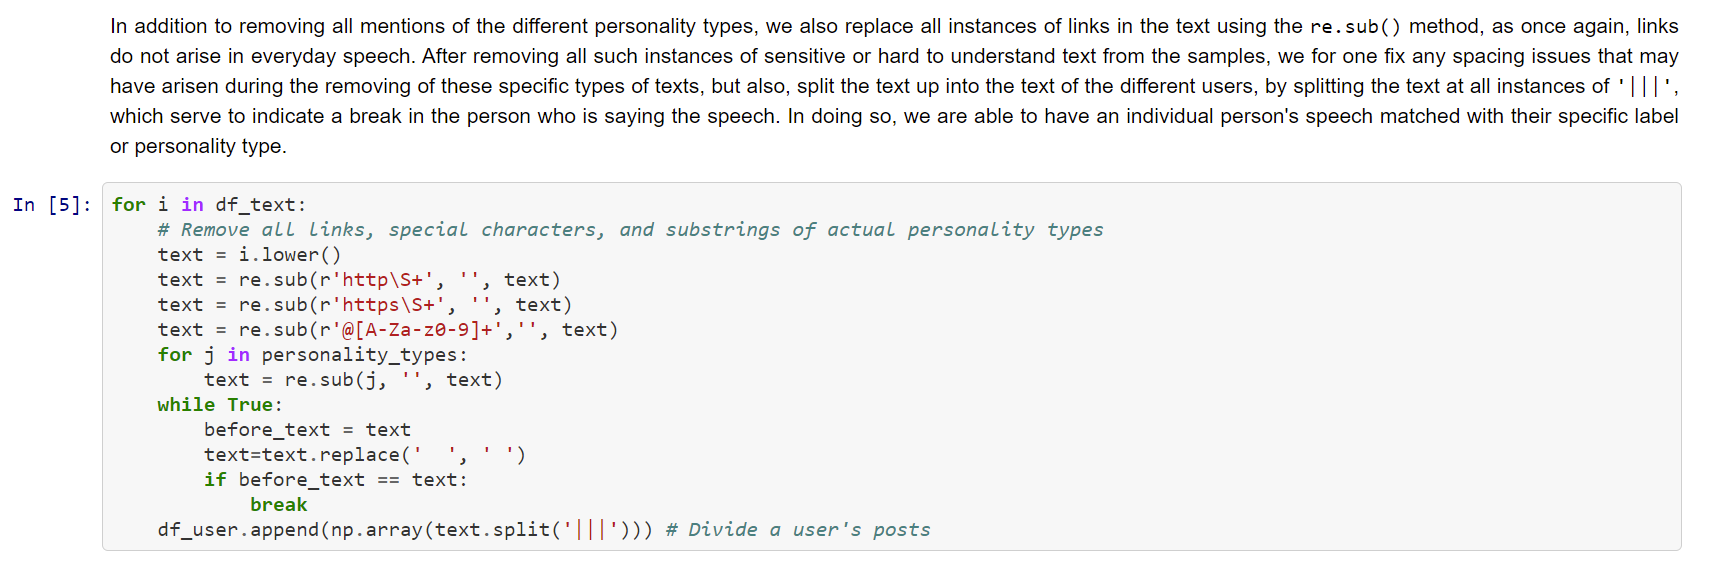 In addition to removing all mentions of the different personality types, we also replace all instances of links in the text using the re.sub() method, as once again, links
do not arise in everyday speech. After removing all such instances of sensitive or hard to understand text from the samples, we for one fix any spacing issues that may
have arisen during the removing of these specific types of texts, but also, split the text up into the text of the different users, by splitting the text at all instances of '|||',
which serve to indicate a break in the person who is saying the speech. In doing so, we are able to have an individual person's speech matched with their specific label
or personality type.
In [5]: for i in df_text:
    # Remove all links, special characters, and substrings of actual personality types
    text = i.lower()
    text = re.sub(r'http\S+', '', text)
    text = re.sub(r'https\S+', '', text)
    text = re.sub(r'@[A-Za-z0-9]+','', text)
    for j in personality_types:
        text = re.sub(j, '', text)
    while True:
        before_text = text
        text=text.replace('  ', ' ')
        if before_text == text:
            break
    df_user.append(np.array(text.split('|||'))) # Divide a user's posts